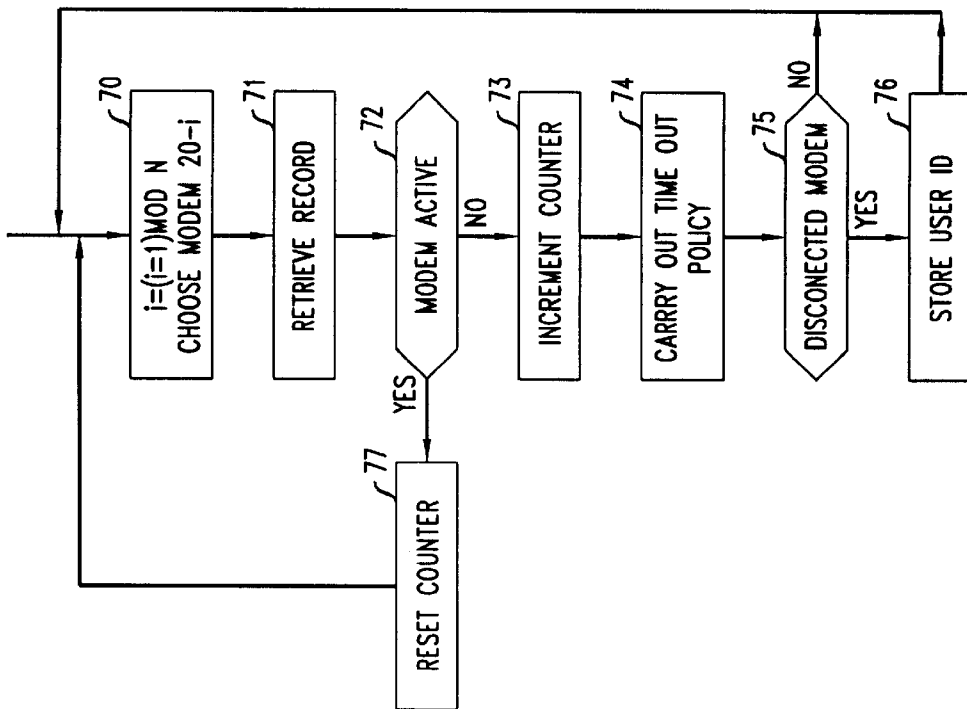 70
i=(i=1)MOD N
CHOOSE MODEM 20-i
71
RETRIEVE RECORD
72
MODEM ACTIVE
YES
NO
77
RESET COUNTER
73
INCREMENT COUNTER
74
CARRRY OUT TIME OUT
POLICY
75
DISCONECTED MODEM
NO
YES
76
STORE USER ID